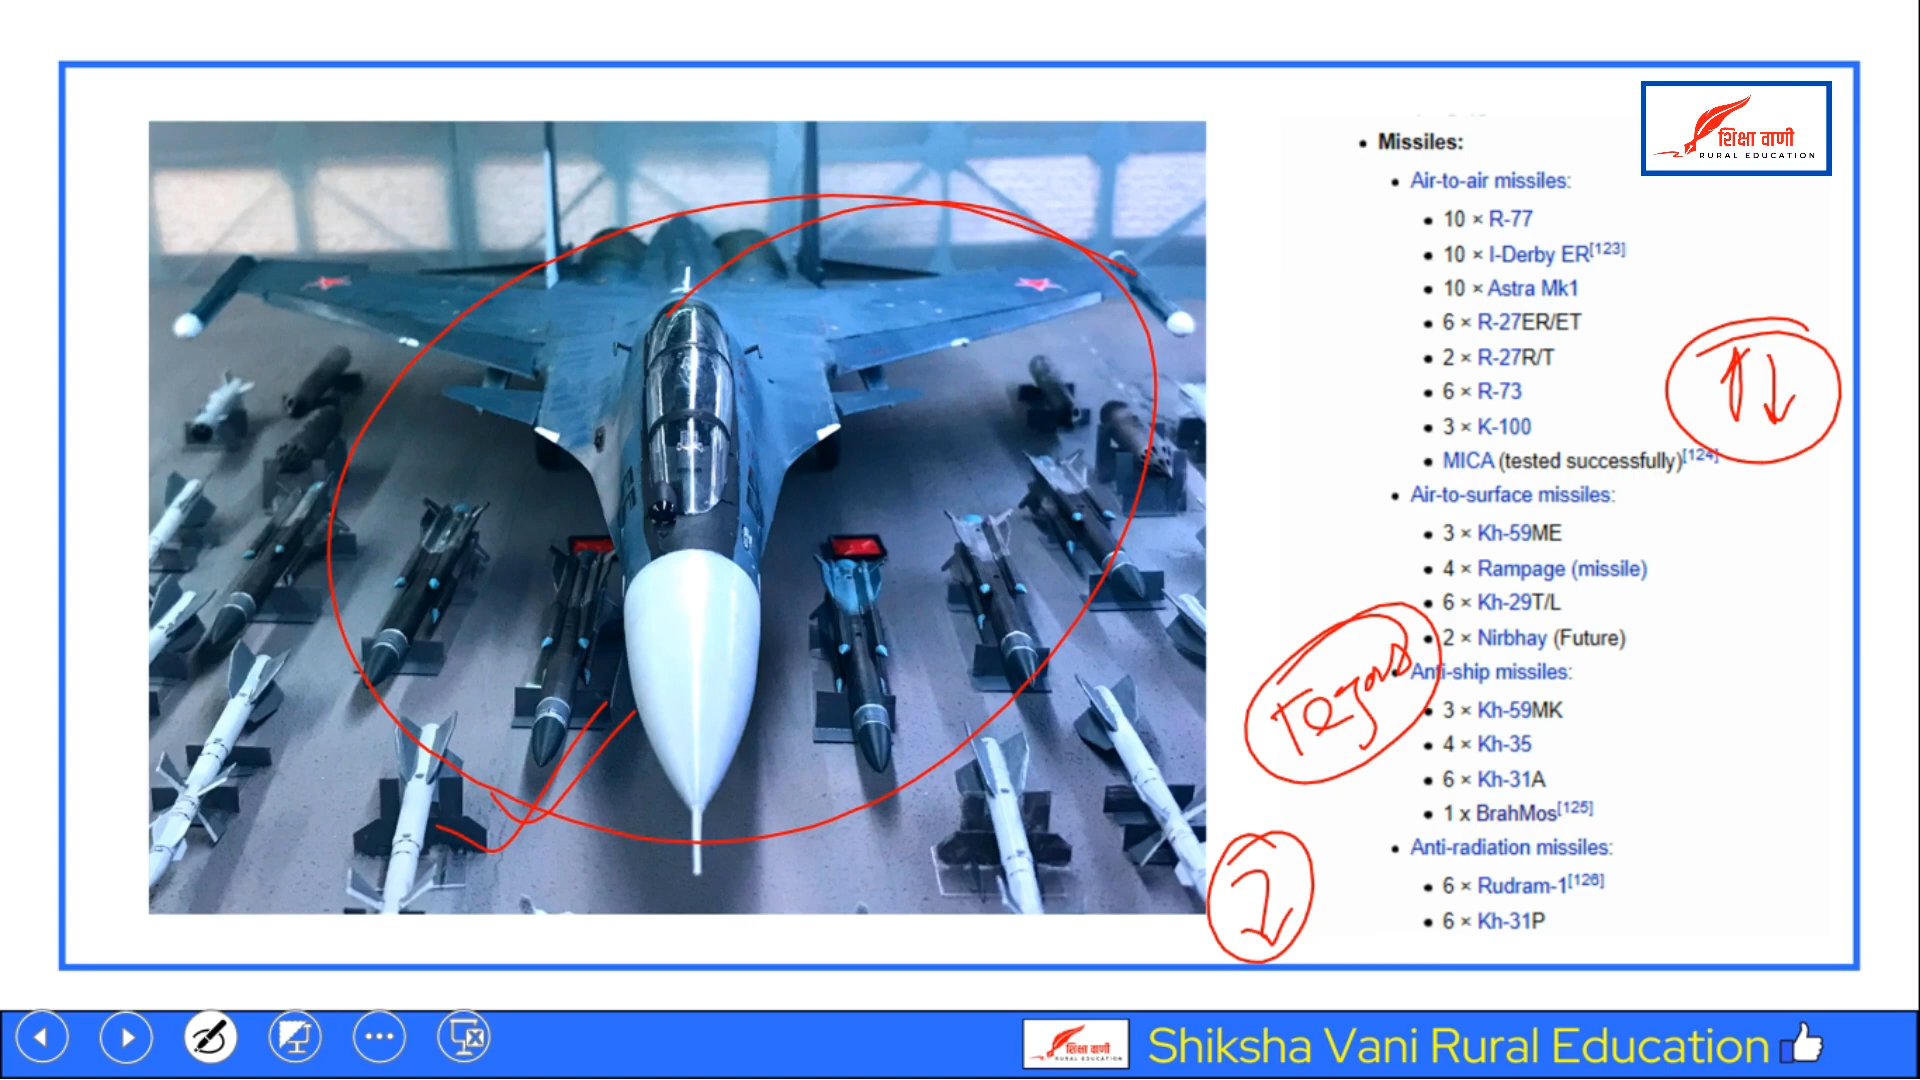 शिक्षा वाणी
RURAL EDUCATION
• Missiles:
• Air-to-air missiles:
• 10 × R-77
• 10 × I-Derby ER[123]
• 10 × Astra Mk1
• 6 × R-27ER/ET
• 2 × R-27R/T
• 6 × R-73
• 3 × K-100
• MICA (tested successfully)[124]
• Air-to-surface missiles:
• 3 × Kh-59ME
• 4 × Rampage (missile)
• 6 × Kh-29T/L
• 2 × Nirbhay (Future)
• Anti-ship missiles:
• 3 × Kh-59MK
• 4 × Kh-35
• 6 × Kh-31A
• 1 x BrahMos[125]
• Anti-radiation missiles:
• 6 × Rudram-1[126]
• 6 × Kh-31P
Tejas
2
शिक्षा वाणी
RURAL EDUCATION
Shiksha Vani Rural Education